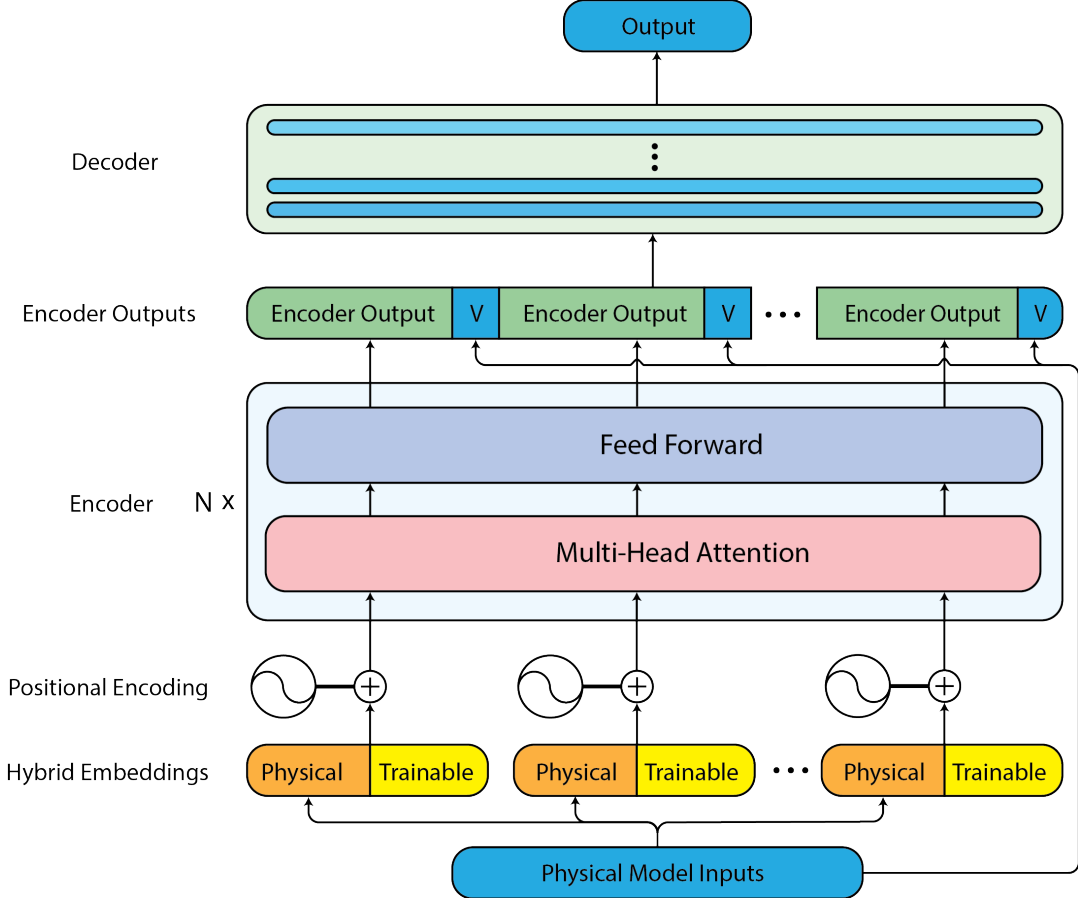 Output
Decoder
Encoder Outputs
Encoder Output V Encoder Output V ••• Encoder Output V
Feed Forward
Encoder N x
Multi-Head Attention
Positional Encoding
+ + +
Hybrid Embeddings
Physical Trainable Physical Trainable ••• Physical Trainable
Physical Model Inputs